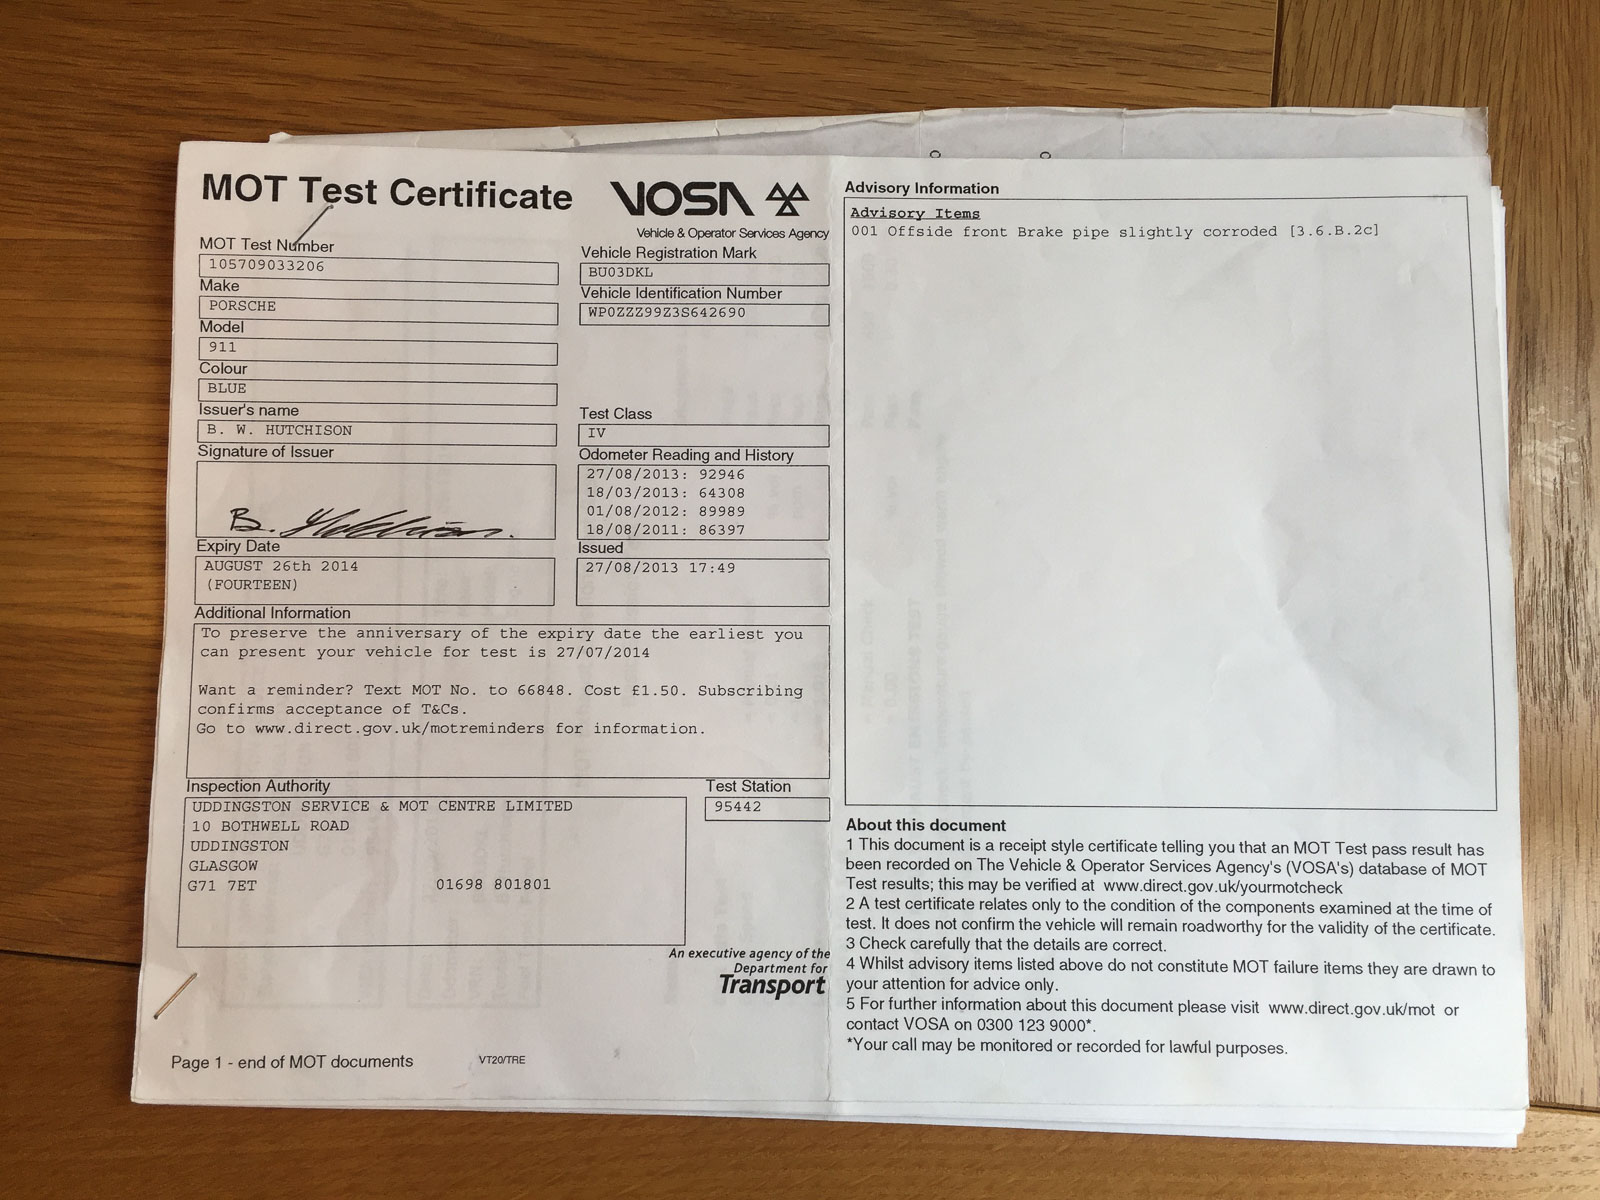 MOT Test Certificate
VOSA
Vehicle & Operator Services Agency
MOT Test Number
105709033206
Make
PORSCHE
Model
911
Colour
BLUE
Issuer's name
B. W. HUTCHISON
Signature of Issuer
B. Hutchison
Expiry Date
AUGUST 26th 2014
(FOURTEEN)
Vehicle Registration Mark
BU03DKL
Vehicle Identification Number
WP0ZZZ99Z3S642690
Test Class
IV
Odometer Reading and History
27/08/2013: 92946
18/03/2013: 64308
01/08/2012: 89989
18/08/2011: 86397
Issued
27/08/2013 17:49
Additional Information
To preserve the anniversary of the expiry date the earliest you
can present your vehicle for test is 27/07/2014
Want a reminder? Text MOT No. to 66848. Cost £1.50. Subscribing
confirms acceptance of T&Cs.
Go to www.direct.gov.uk/motreminders for information.
Inspection Authority
UDDINGSTON SERVICE & MOT CENTRE LIMITED
10 BOTHWELL ROAD
UDDINGSTON
GLASGOW
G71 7ET 01698 801801
Test Station
95442
An executive agency of the
Department for
Transport
Page 1 - end of MOT documents
VT20/TRE
Advisory Information
Advisory Items
001 Offside front Brake pipe slightly corroded [3.6.B.2c]
About this document
1 This document is a receipt style certificate telling you that an MOT Test pass result has
been recorded on The Vehicle & Operator Services Agency's (VOSA's) database of MOT
Test results; this may be verified at www.direct.gov.uk/yourmotcheck
2 A test certificate relates only to the condition of the components examined at the time of
test. It does not confirm the vehicle will remain roadworthy for the validity of the certificate.
3 Check carefully that the details are correct.
4 Whilst advisory items listed above do not constitute MOT failure items they are drawn to
your attention for advice only.
5 For further information about this document please visit www.direct.gov.uk/mot or
contact VOSA on 0300 123 9000*.
*Your call may be monitored or recorded for lawful purposes.